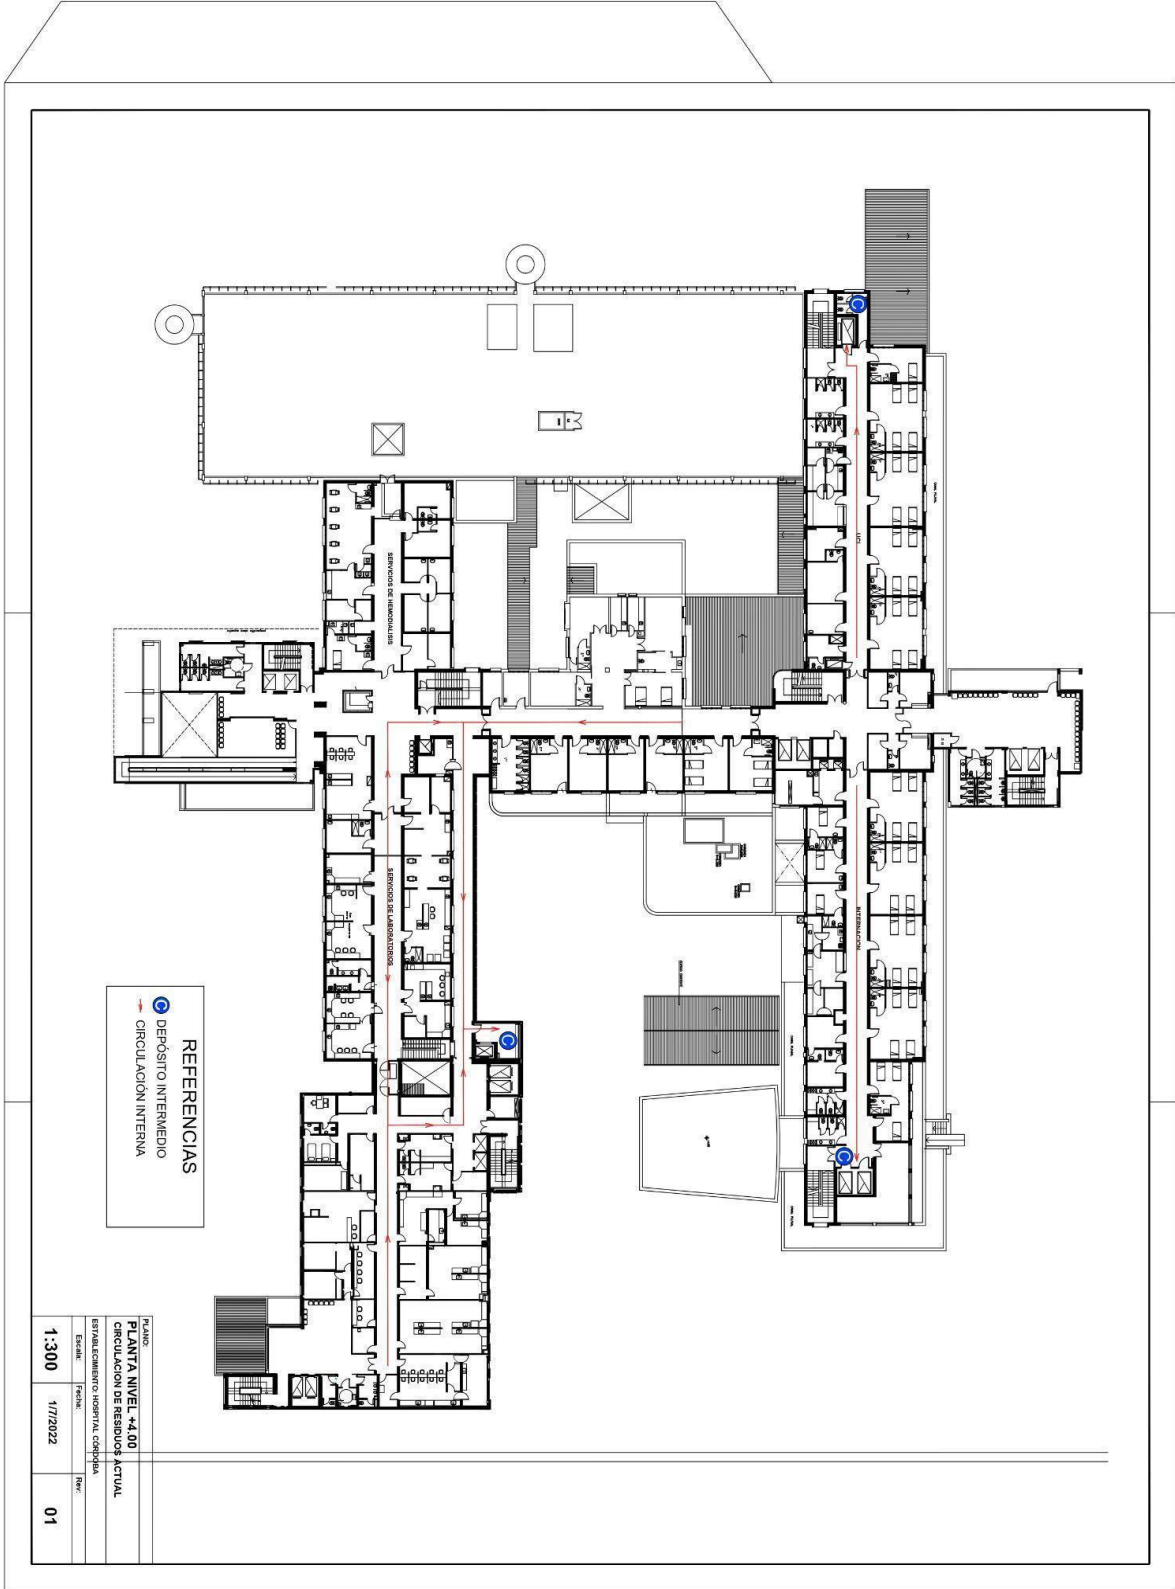 UCI
SERVICIOS DE HEMODIALISIS
SERVICIOS DE LABORATORIOS
INTERNACIÓN
C
C
C
REFERENCIAS
C DEPÓSITO INTERMEDIO
CIRCULACIÓN INTERNA
PLANO:
PLANTA NIVEL +4.00
CIRCULACION DE RESIDUOS ACTUAL
ESTABLECIMIENTO: HOSPITAL CÓRDOBA
Escala: Fecha: Rev:
1:300 1/7/2022 01